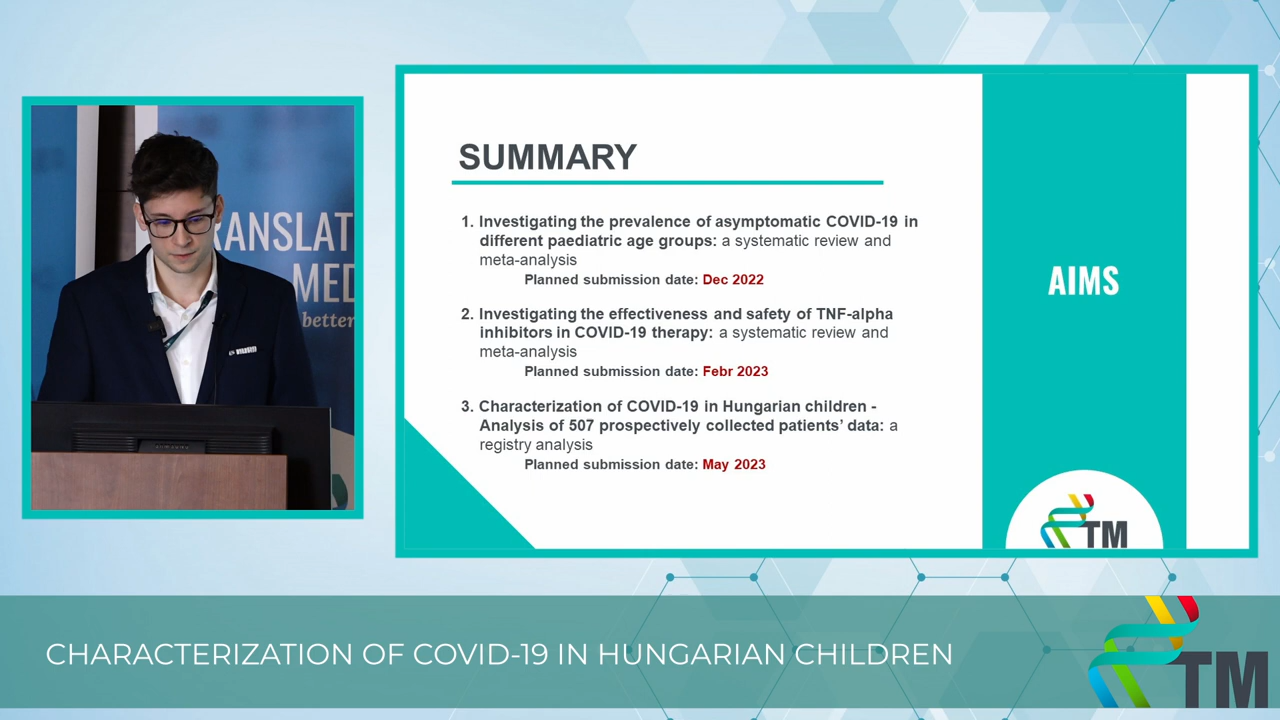 RANSLAT
MED
better
SUMMARY
1. Investigating the prevalence of asymptomatic COVID-19 in
different paediatric age groups: a systematic review and
meta-analysis
Planned submission date: Dec 2022
2. Investigating the effectiveness and safety of TNF-alpha
inhibitors in COVID-19 therapy: a systematic review and
meta-analysis
Planned submission date: Febr 2023
3. Characterization of COVID-19 in Hungarian children -
Analysis of 507 prospectively collected patients' data: a
registry analysis
Planned submission date: May 2023
AIMS
TM
CHARACTERIZATION OF COVID-19 IN HUNGARIAN CHILDREN
TM